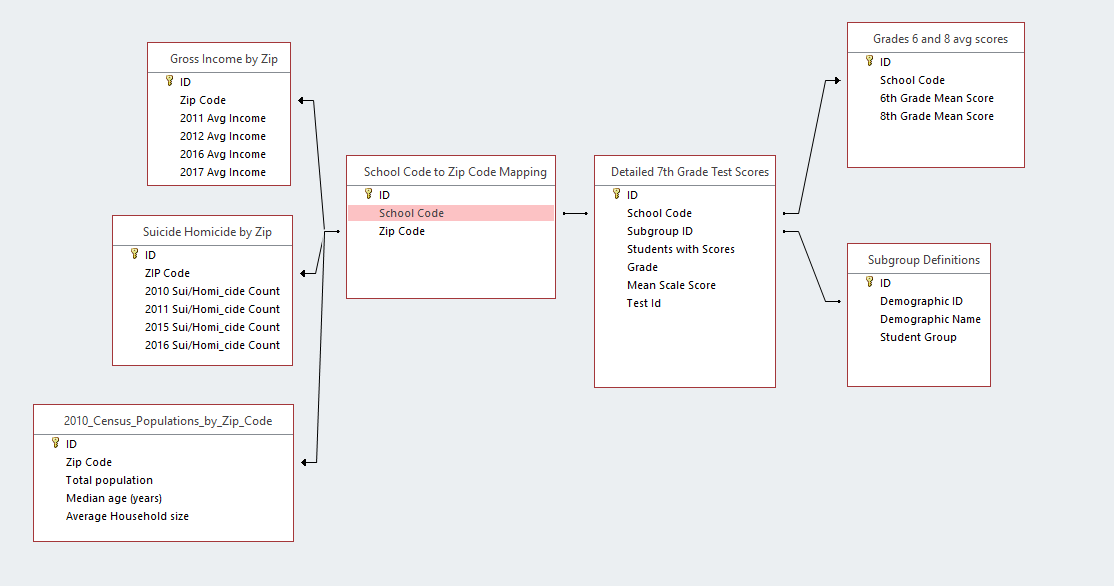 Gross Income by Zip
ID
Zip Code
2011 Avg Income
2012 Avg Income
2016 Avg Income
2017 Avg Income
Suicide Homicide by Zip
ID
ZIP Code
2010 Sui/Homi_cide Count
2011 Sui/Homi_cide Count
2015 Sui/Homi_cide Count
2016 Sui/Homi_cide Count
2010_Census_Populations_by_Zip_Code
ID
Zip Code
Total population
Median age (years)
Average Household size
School Code to Zip Code Mapping
ID
School Code
Zip Code
Detailed 7th Grade Test Scores
ID
School Code
Subgroup ID
Students with Scores
Grade
Mean Scale Score
Test Id
Grades 6 and 8 avg scores
ID
School Code
6th Grade Mean Score
8th Grade Mean Score
Subgroup Definitions
ID
Demographic ID
Demographic Name
Student Group